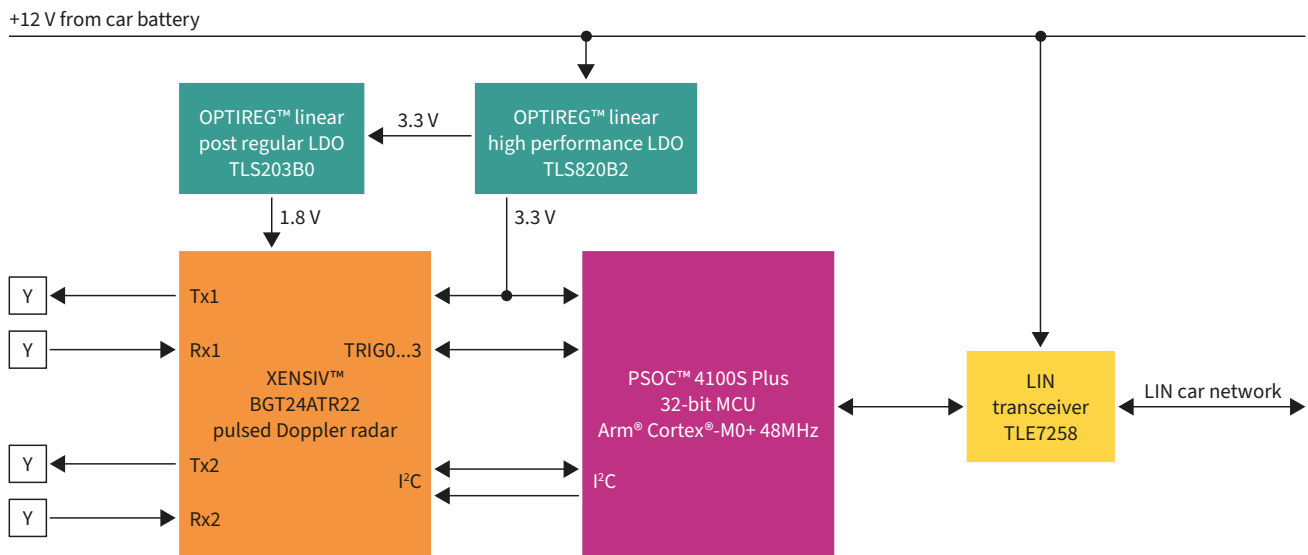 +12 V from car battery
OPTIREG™ linear
post regular LDO
TLS203B0
3.3 V
OPTIREG™ linear
high performance LDO
TLS820B2
1.8 V
3.3 V
Y
Tx1
Y
Rx1
TRIG0...3
XENSIV™
BGT24ATR22
pulsed Doppler radar
Y
Tx2
I²C
Y
Rx2
PSOC™ 4100S Plus
32-bit MCU
Arm® Cortex®-M0+ 48MHz
I²C
LIN
transceiver
TLE7258
LIN car network